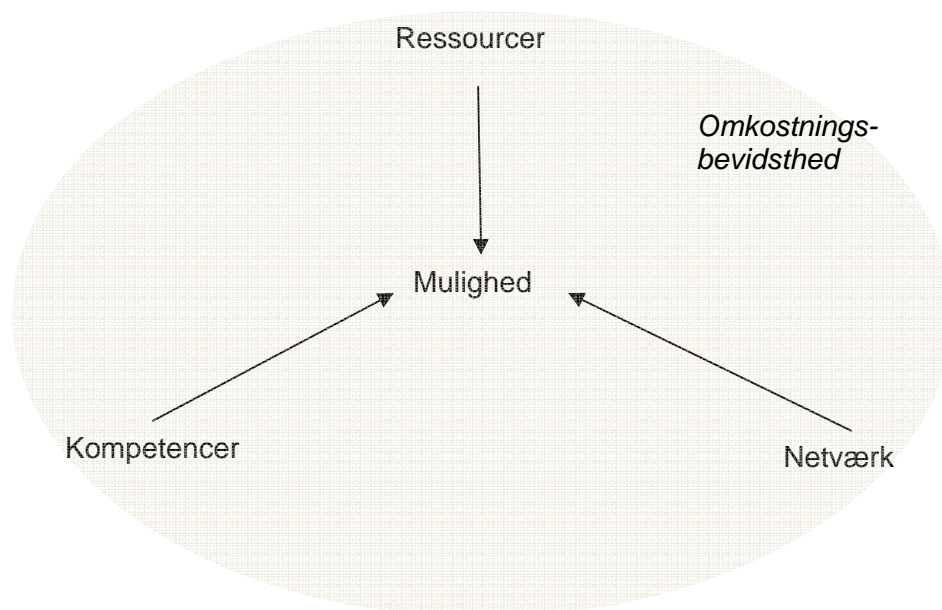 Ressourcer
Omkostnings-
bevidsthed
Mulighed
Kompetencer
Netværk